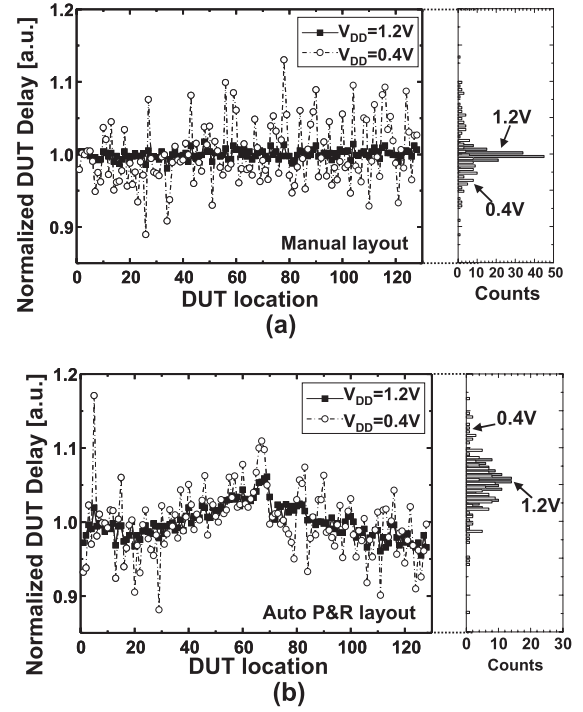 1.2
1.1
1.0
0.9
Normalized DUT Delay [a.u.]
V_DD=1.2V
V_DD=0.4V
Manual layout
0 20 40 60 80 100 120
DUT location
1.2V
0.4V
0 10 20 30 40 50
Counts
(a)
1.2
1.1
1.0
0.9
Normalized DUT Delay [a.u.]
V_DD=1.2V
V_DD=0.4V
Auto P&R layout
0 20 40 60 80 100 120
DUT location
0.4V
1.2V
0 10 20 30
Counts
(b)